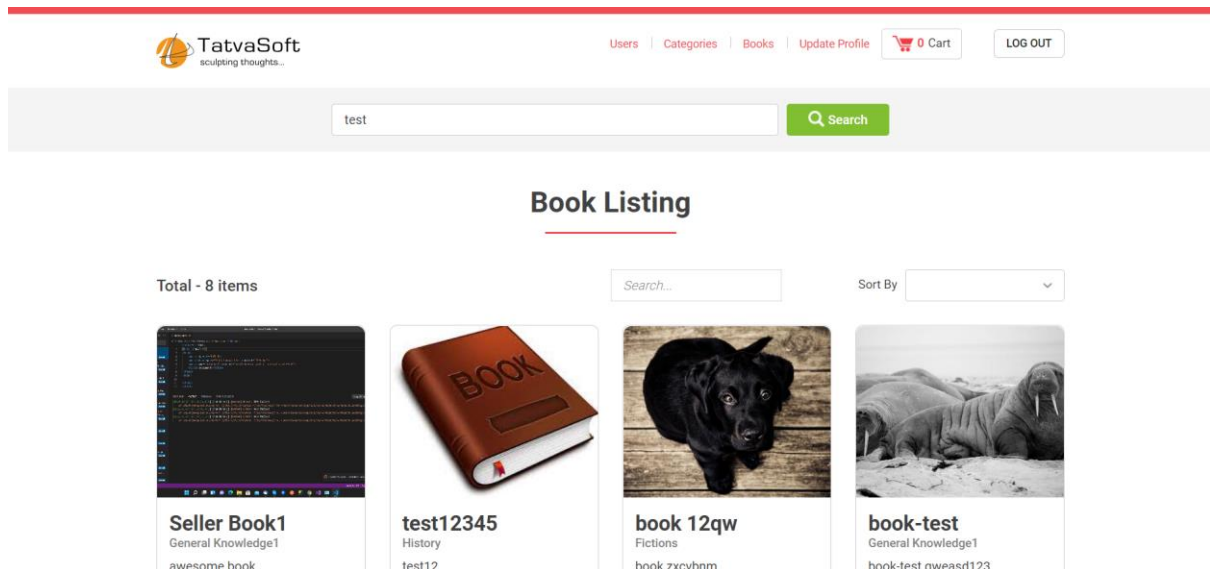 TatvaSoft
sculpting thoughts...
Users
Categories
Books
Update Profile
0 Cart
LOG OUT
test
Search
Book Listing
Total - 8 items
Search...
Sort By
BOOK
Seller Book1
General Knowledge1
awesome book
test12345
History
test12
book 12qw
Fictions
book zxcvbnm
book-test
General Knowledge1
book-test qweasd123